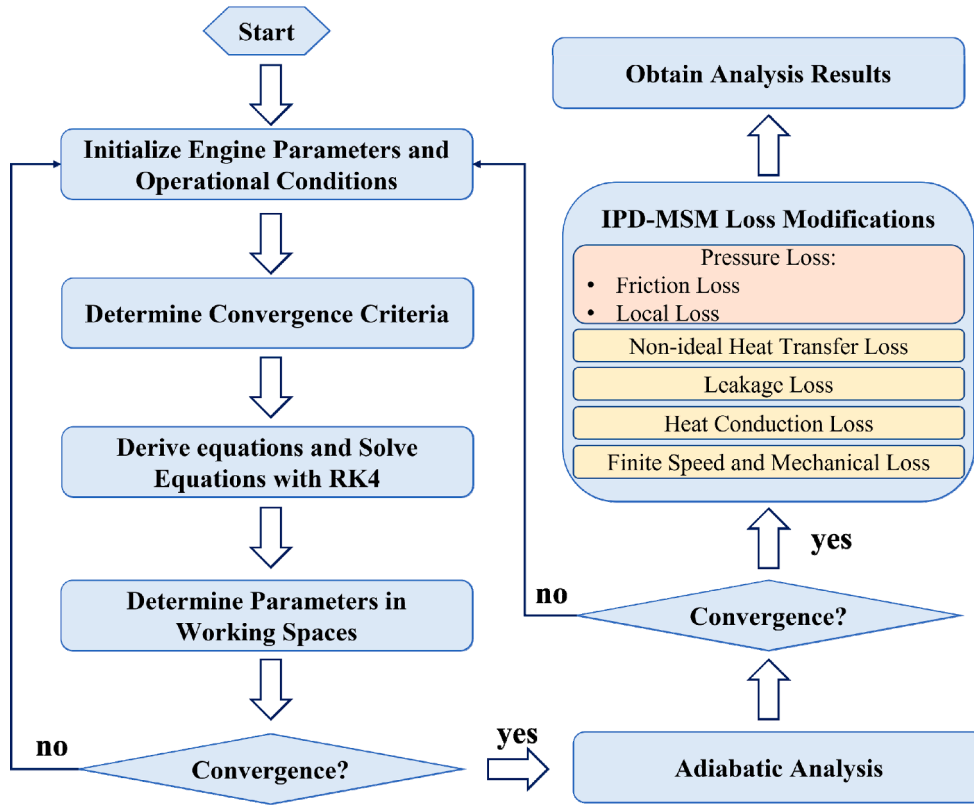 Start
Initialize Engine Parameters and
Operational Conditions
Determine Convergence Criteria
Derive equations and Solve
Equations with RK4
Determine Parameters in
Working Spaces
no
Convergence?
yes
Adiabatic Analysis
Convergence?
no
yes
IPD-MSM Loss Modifications
Pressure Loss:
• Friction Loss
• Local Loss
Non-ideal Heat Transfer Loss
Leakage Loss
Heat Conduction Loss
Finite Speed and Mechanical Loss
Obtain Analysis Results